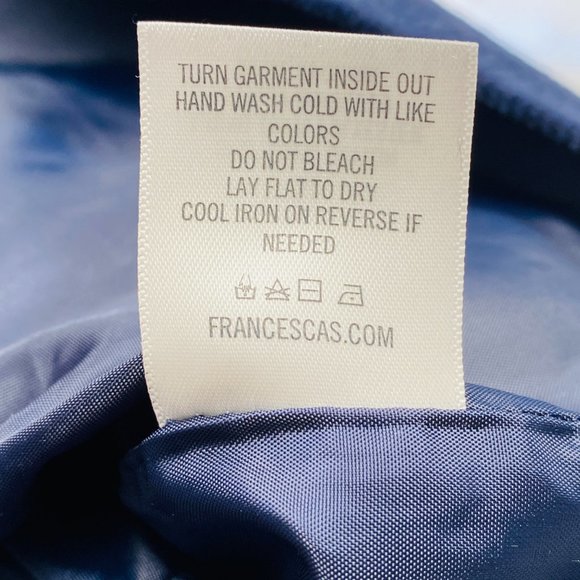 TURN GARMENT INSIDE OUT
HAND WASH COLD WITH LIKE
COLORS
DO NOT BLEACH
LAY FLAT TO DRY
COOL IRON ON REVERSE IF
NEEDED
FRANCESCAS.COM